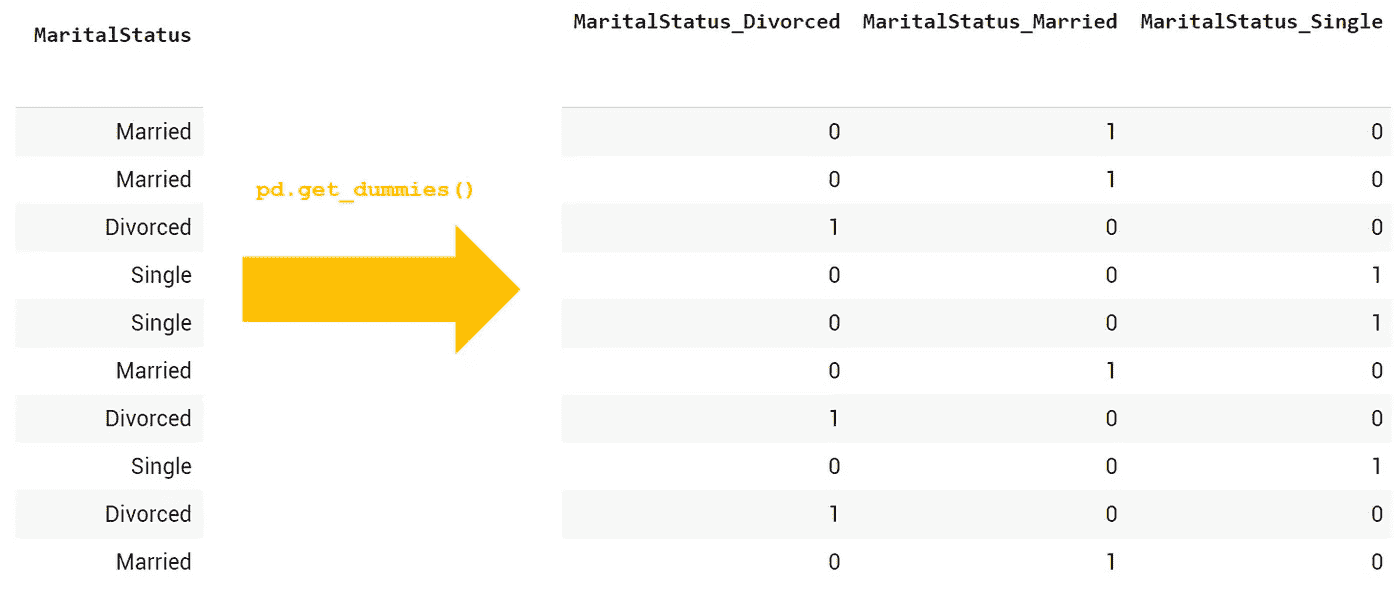 MaritalStatus
Married
Married
Divorced
Single
Single
Married
Divorced
Single
Divorced
Married
pd.get_dummies()
MaritalStatus_Divorced MaritalStatus_Married MaritalStatus_Single
0 1 0
0 1 0
1 0 0
0 0 1
0 0 1
0 1 0
1 0 0
0 0 1
1 0 0
0 1 0